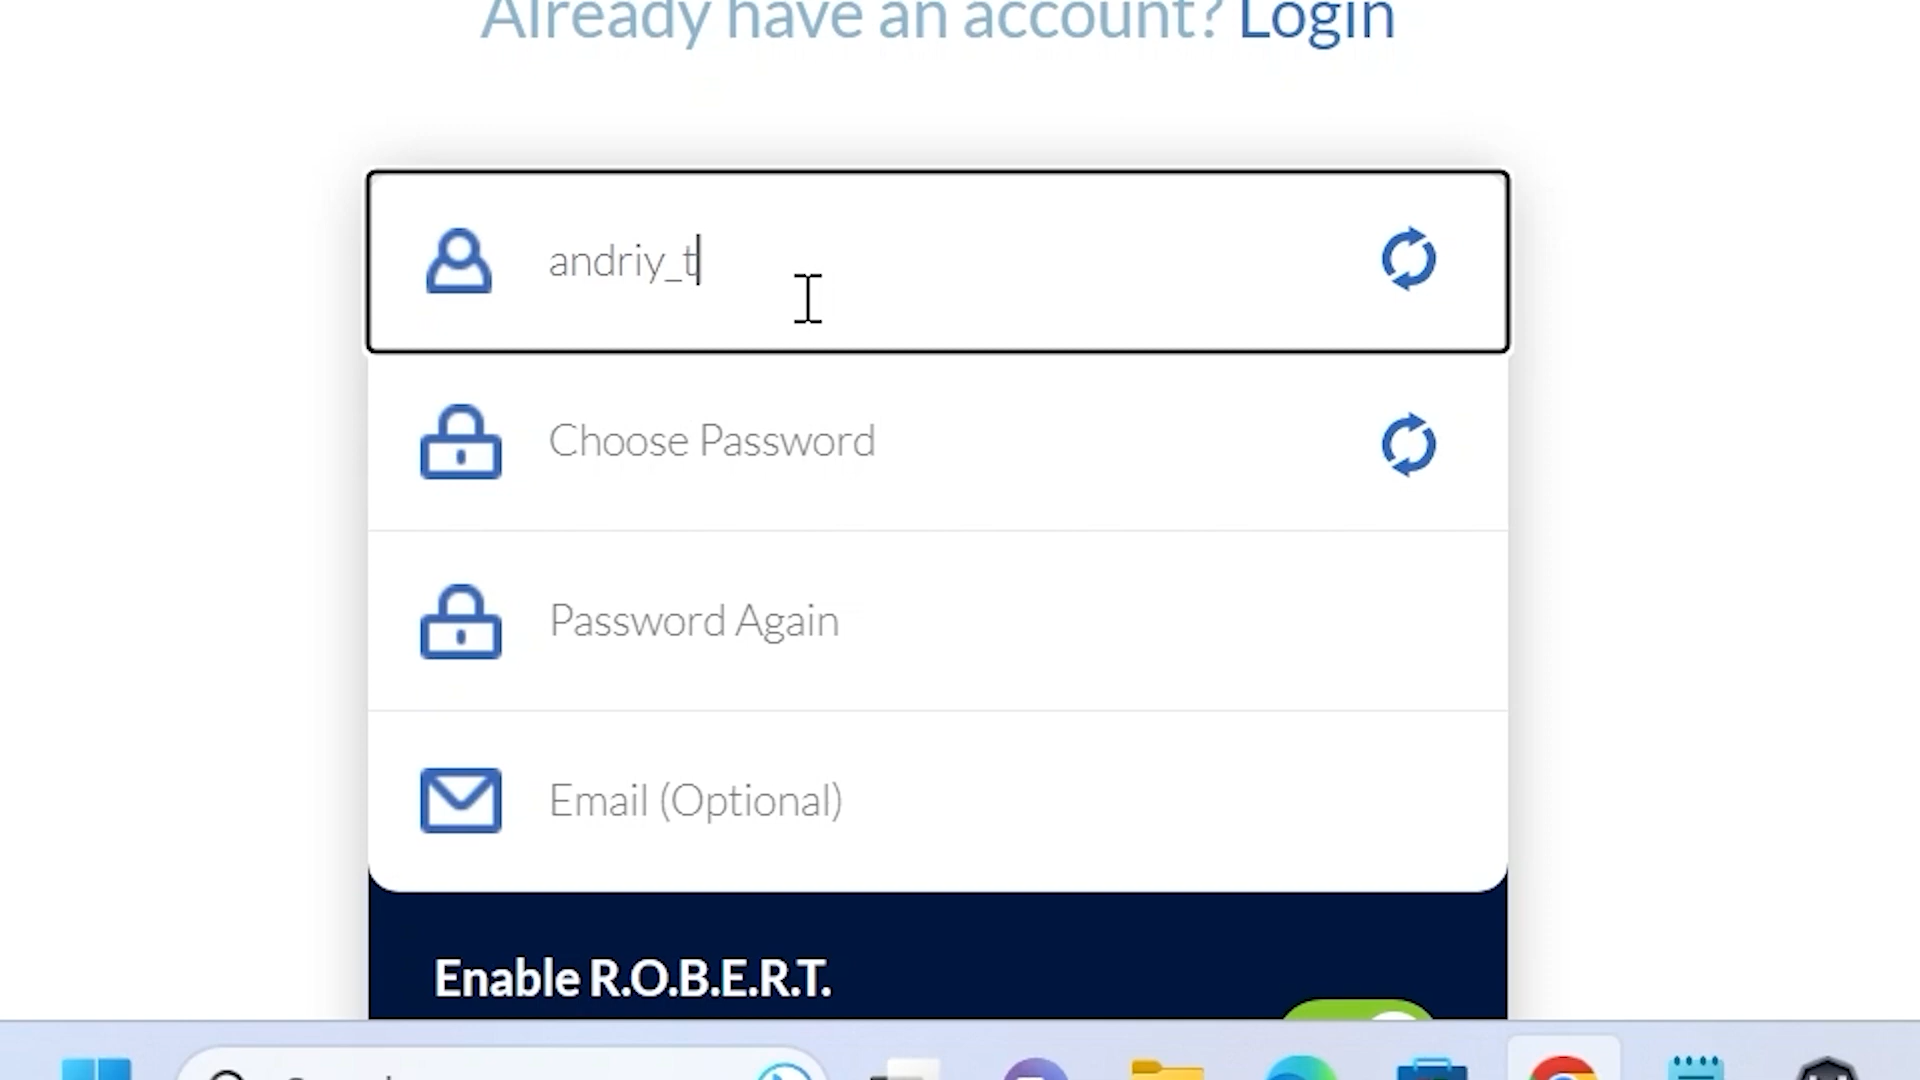 Already have an account? Login
andriy_t
Choose Password
Password Again
Email (Optional)
Enable R.O.B.E.R.T.